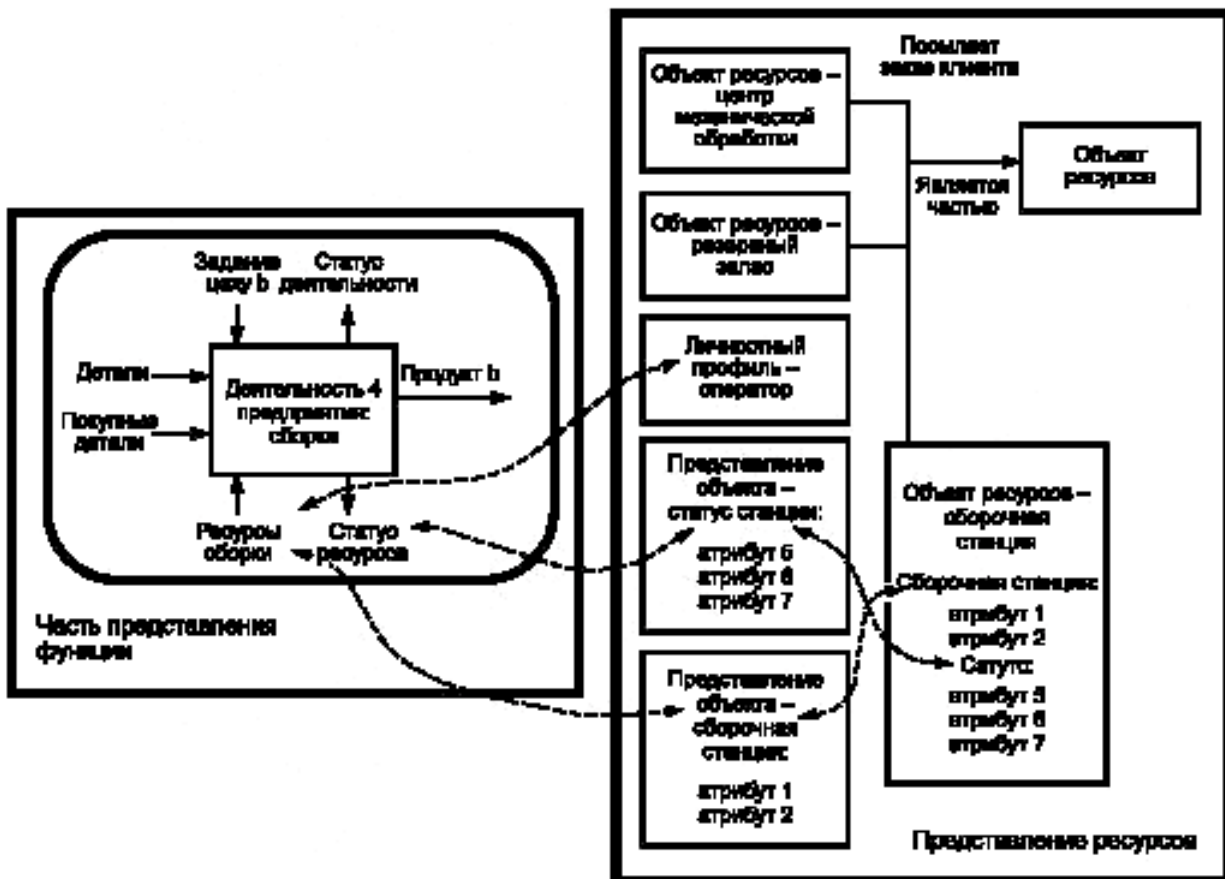 Задание
цеху b
Статус
деятельности
Детали
Покупные
детали
Деятельность 4
предприятия:
сборка
Продукт b
Ресурсы
сборки
Статус
ресурса
Часть представления
функции
Объект ресурсов –
центр
механической
обработки
Объект ресурсов –
резервный
запас
Личностный
профиль –
оператор
Представление
объекта –
статус станции:
атрибут 5
атрибут 6
атрибут 7
Представление
объекта –
сборочная
станция:
атрибут 1
атрибут 2
Посылает
заказ клиента
Является
частью
Объект
ресурсов
Объект ресурсов –
сборочная
станция
Сборочная станция:
атрибут 1
атрибут 2
атрибут 5
атрибут 6
атрибут 7
Представление ресурсов